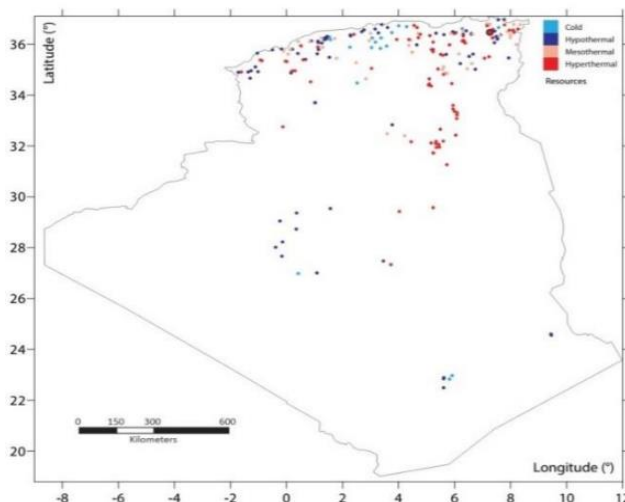 Latitude (°)
36
34
32
30
28
26
24
22
20
Cold
Hypothermal
Mesothermal
Hyperthermal
Resources
0 150 300 600
Kilometers
Longitude (°)
-8 -6 -4 -2 0 2 4 6 8 10 12